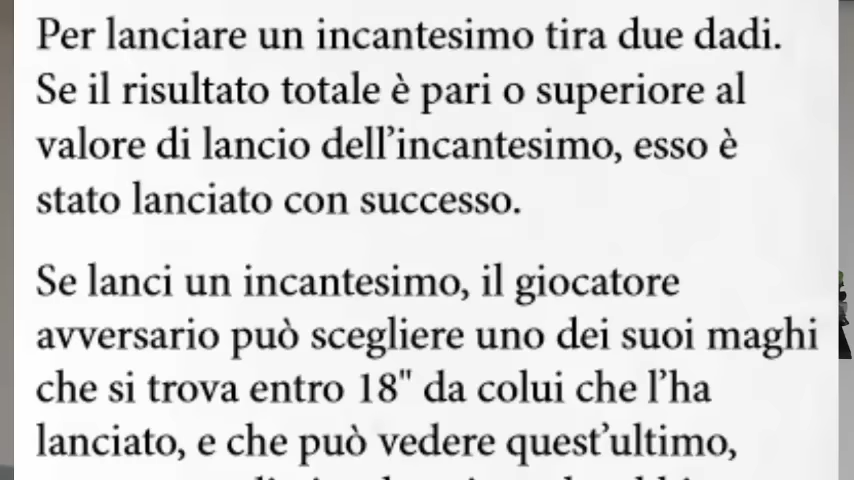 Per lanciare un incantesimo tira due dadi.
Se il risultato totale è pari o superiore al
valore di lancio dell'incantesimo, esso è
stato lanciato con successo.
Se lanci un incantesimo, il giocatore
avversario può scegliere uno dei suoi maghi
che si trova entro 18" da colui che l'ha
lanciato, e che può vedere quest'ultimo,